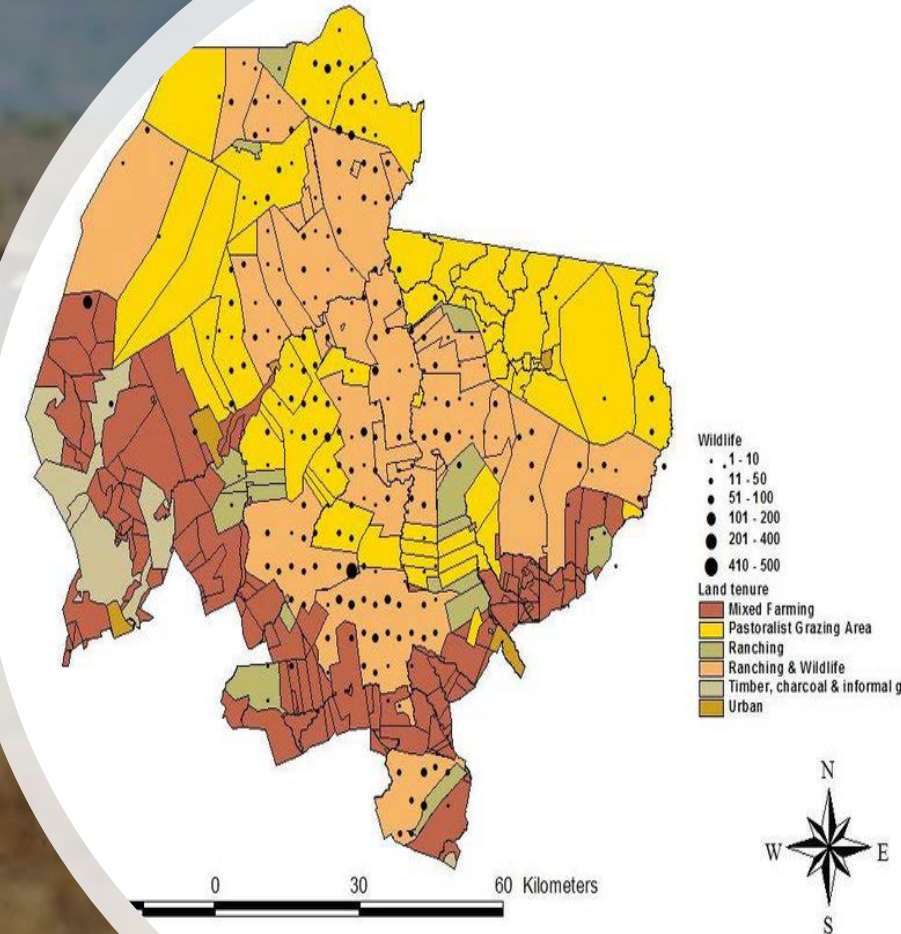 Wildlife
1 - 10
11 - 50
51 - 100
101 - 200
201 - 400
410 - 500
Land tenure
Mixed Farming
Pastoralist Grazing Area
Ranching
Ranching & Wildlife
Timber, charcoal & informal g
Urban
N
W E
S
0 30 60 Kilometers